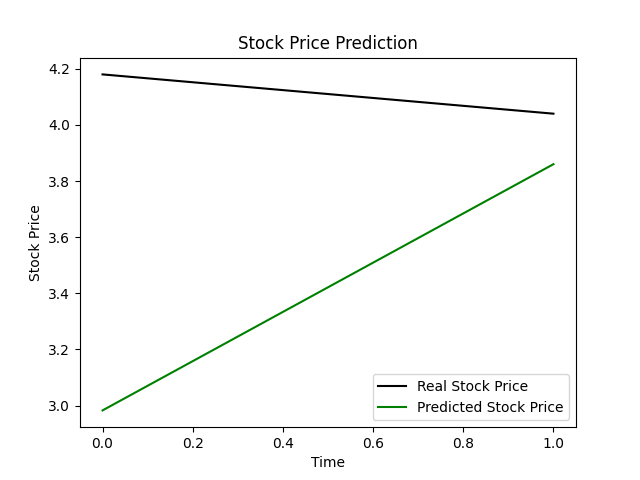 Stock Price Prediction
4.2
4.0
3.8
3.6
3.4
3.2
3.0
Stock Price
Real Stock Price
Predicted Stock Price
0.0 0.2 0.4 0.6 0.8 1.0
Time